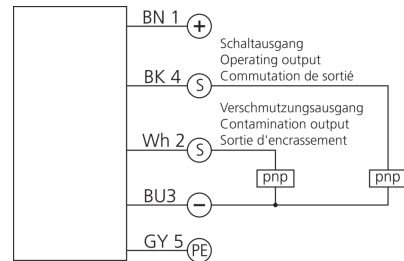 BN 1
+
Schaltausgang
Operating output
BK 4
S
Commutation de sortié
Verschmutzungsausgang
Contamination output
Wh 2
S
Sortie d'encrassement
pnp
pnp
BU3
−
GY 5
PE